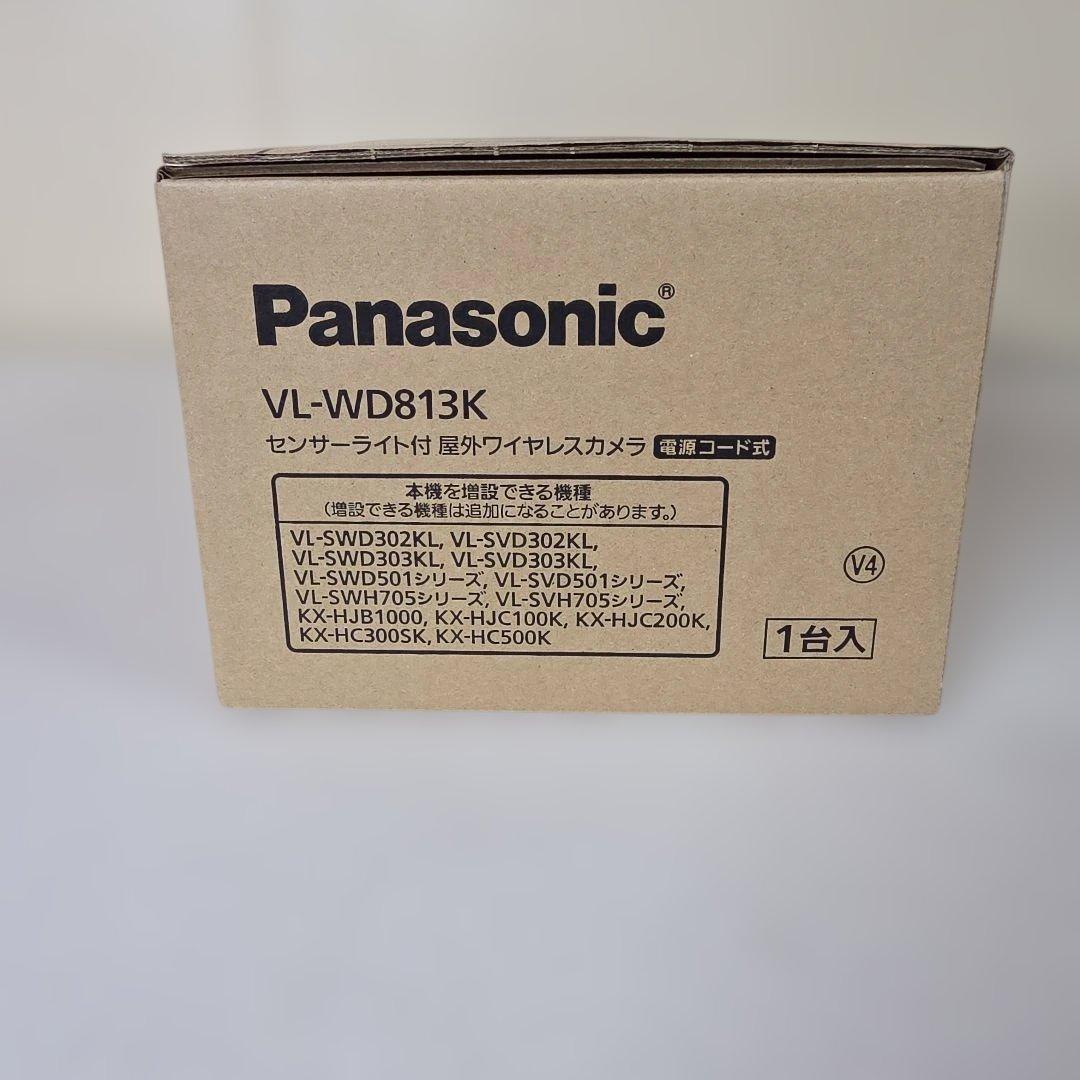 Panasonic®
VL-WD813K
センサーライト付 屋外ワイヤレスカメラ 電源コード式
本機を増設できる機種
(増設できる機種は追加になることがあります。)
VL-SWD302KL, VL-SVD302KL,
VL-SWD303KL, VL-SVD303KL,
VL-SWD501シリーズ, VL-SVD501シリーズ,
VL-SWH705シリーズ, VL-SVH705シリーズ,
KX-HJB1000, KX-HJC100K, KX-HJC200K,
KX-HC300SK, KX-HC500K
V4
1台入